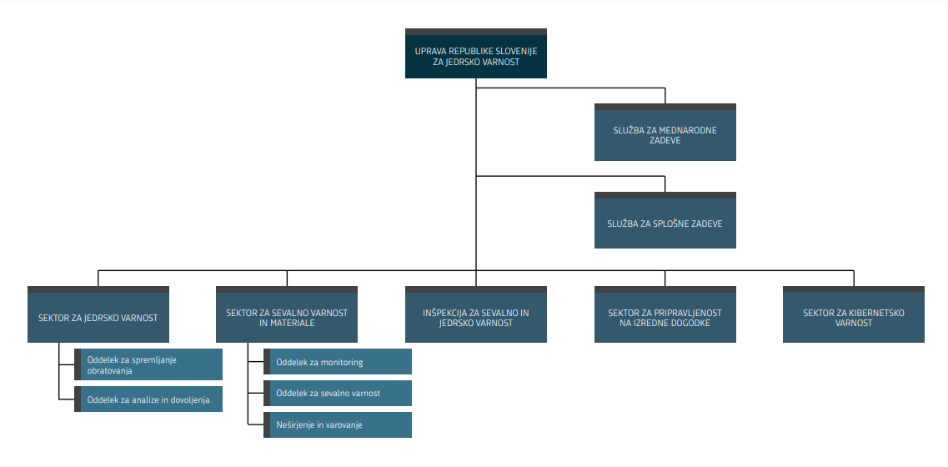 UPRAVA REPUBLIKE SLOVENIJE
ZA JEDRSKO VARNOST
SLUŽBA ZA MEDNARODNE
ZADEVE
SLUŽBA ZA SPLOŠNE ZADEVE
SEKTOR ZA JEDRSKO VARNOST
Oddelek za spremljanje
obratovanja
Oddelek za analize in dovoljenja
SEKTOR ZA SEVALNO VARNOST
IN MATERIALE
Oddelek za monitoring
Oddelek za sevalno varnost
Neširjenje in varovanje
INŠPEKCIJA ZA SEVALNO IN
JEDRSKO VARNOST
SEKTOR ZA PRIPRAVLJENOST
NA IZREDNE DOGODKE
SEKTOR ZA KIBERNETSKO
VARNOST